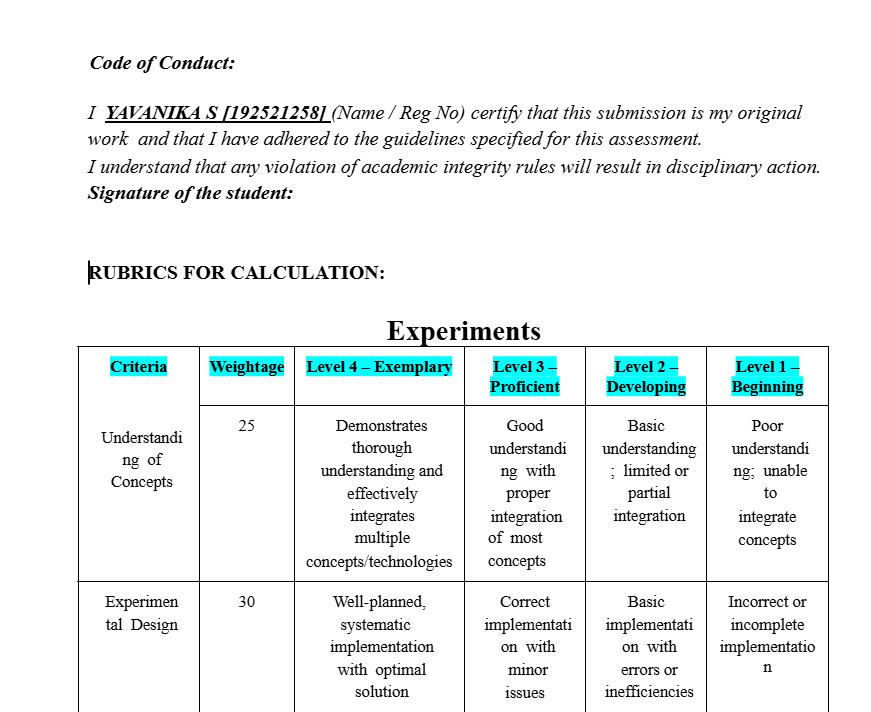 Code of Conduct:
I YAVANIKA S [192521258] (Name / Reg No) certify that this submission is my original
work and that I have adhered to the guidelines specified for this assessment.
I understand that any violation of academic integrity rules will result in disciplinary action.
Signature of the student:
RUBRICS FOR CALCULATION:
Experiments
Criteria
Weightage
Level 4 – Exemplary
Level 3 –
Proficient
Level 2 –
Developing
Level 1 –
Beginning
Understandi
ng of
Concepts
25
Demonstrates
thorough
understanding and
effectively
integrates
multiple
concepts/technologies
Good
understandi
ng with
proper
integration
of most
concepts
Basic
understanding
; limited or
partial
integration
Poor
understandi
ng; unable
to
integrate
concepts
Experimen
tal Design
30
Well-planned,
systematic
implementation
with optimal
solution
Correct
implementati
on with
minor
issues
Basic
implementati
on with
errors or
inefficiencies
Incorrect or
incomplete
implementatio
n